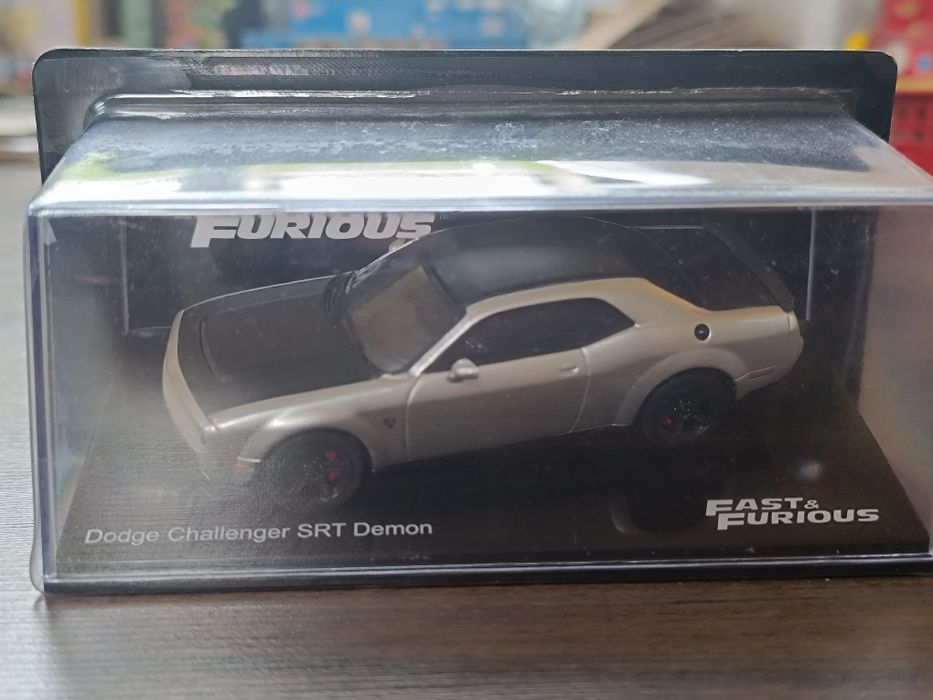 FURIOUS
Dodge Challenger SRT Demon
FAST &
FURIOUS